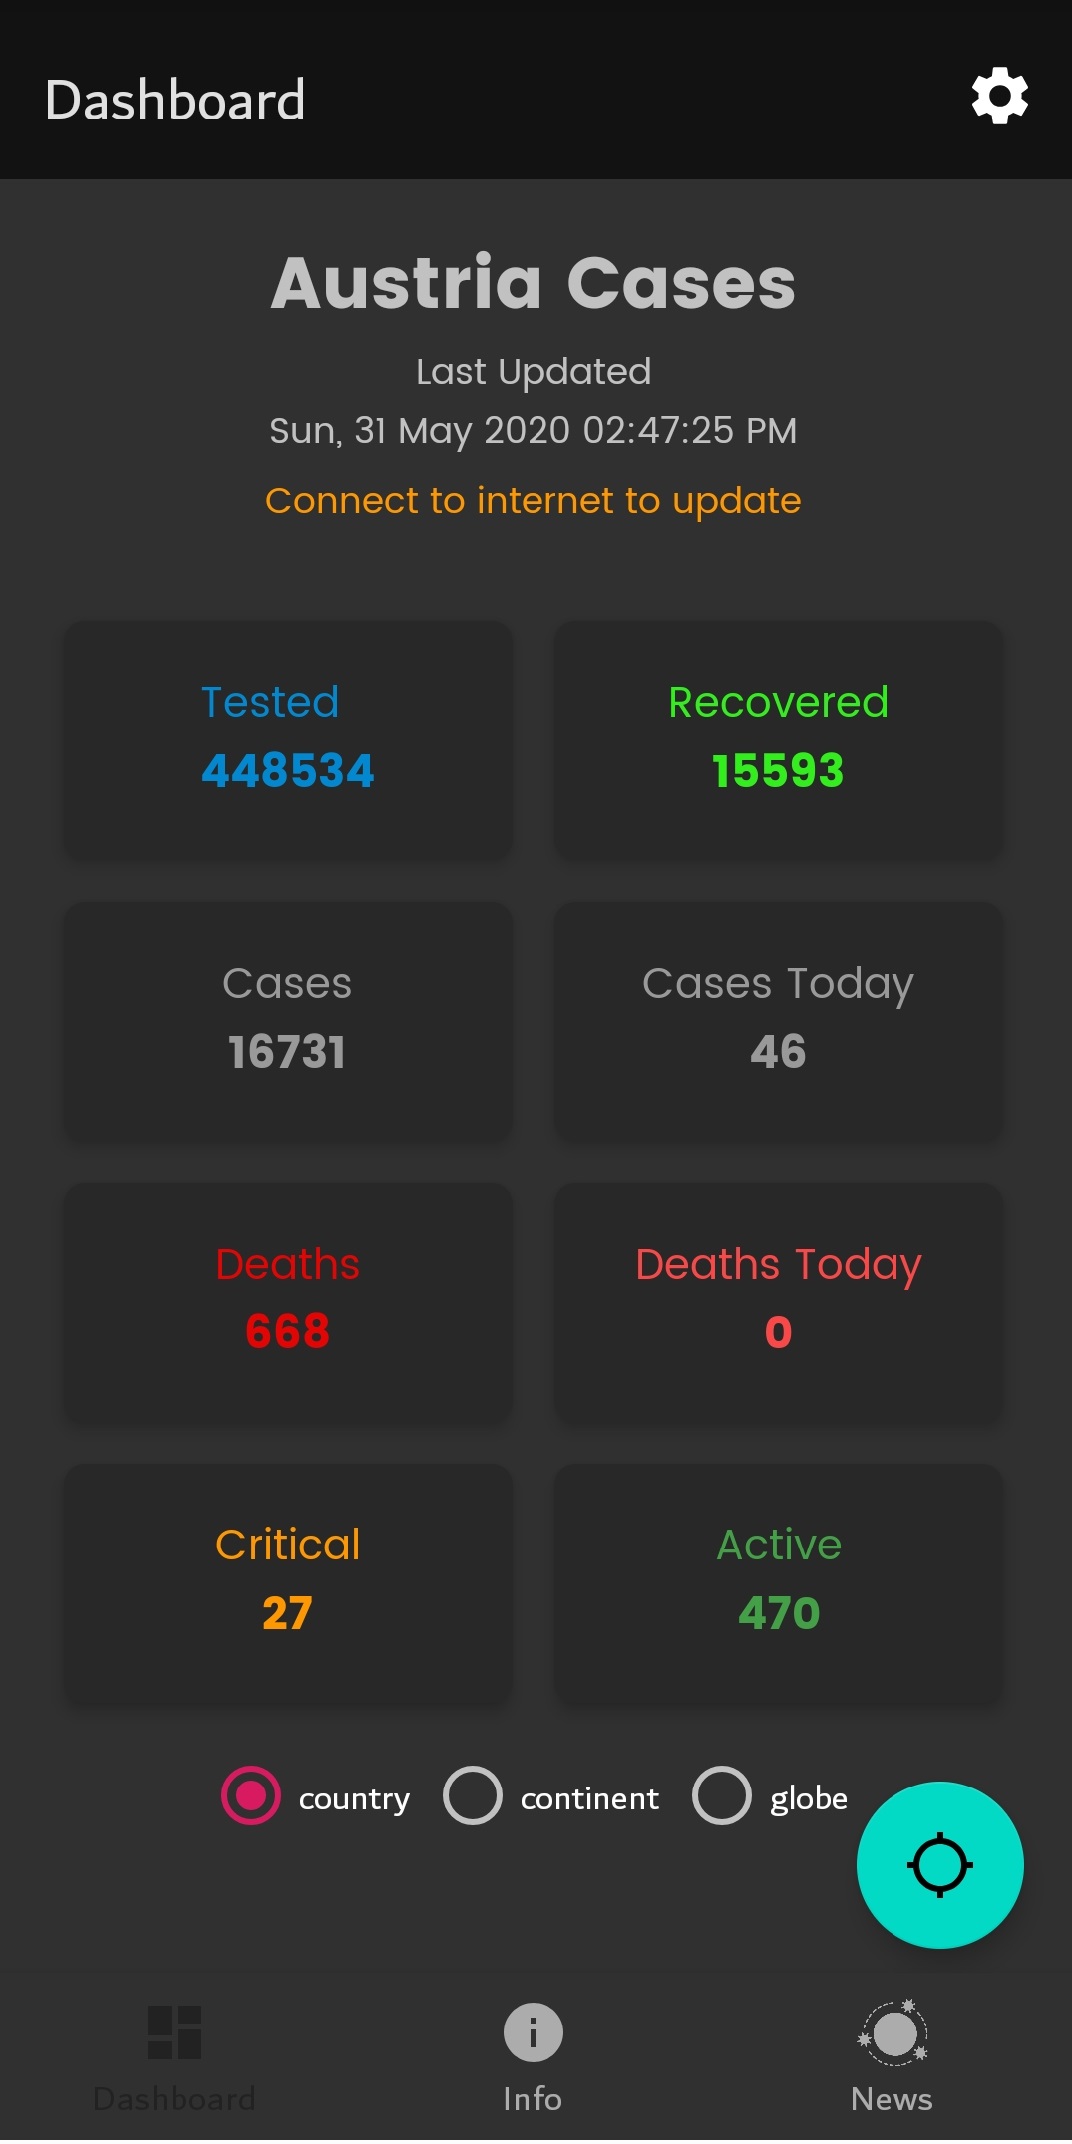 Dashboard
Austria Cases
Last Updated
Sun, 31 May 2020 02:47:25 PM
Connect to internet to update
Tested
448534
Recovered
15593
Cases
16731
Cases Today
46
Deaths
668
Deaths Today
0
Critical
27
Active
470
country continent globe
Dashboard Info News